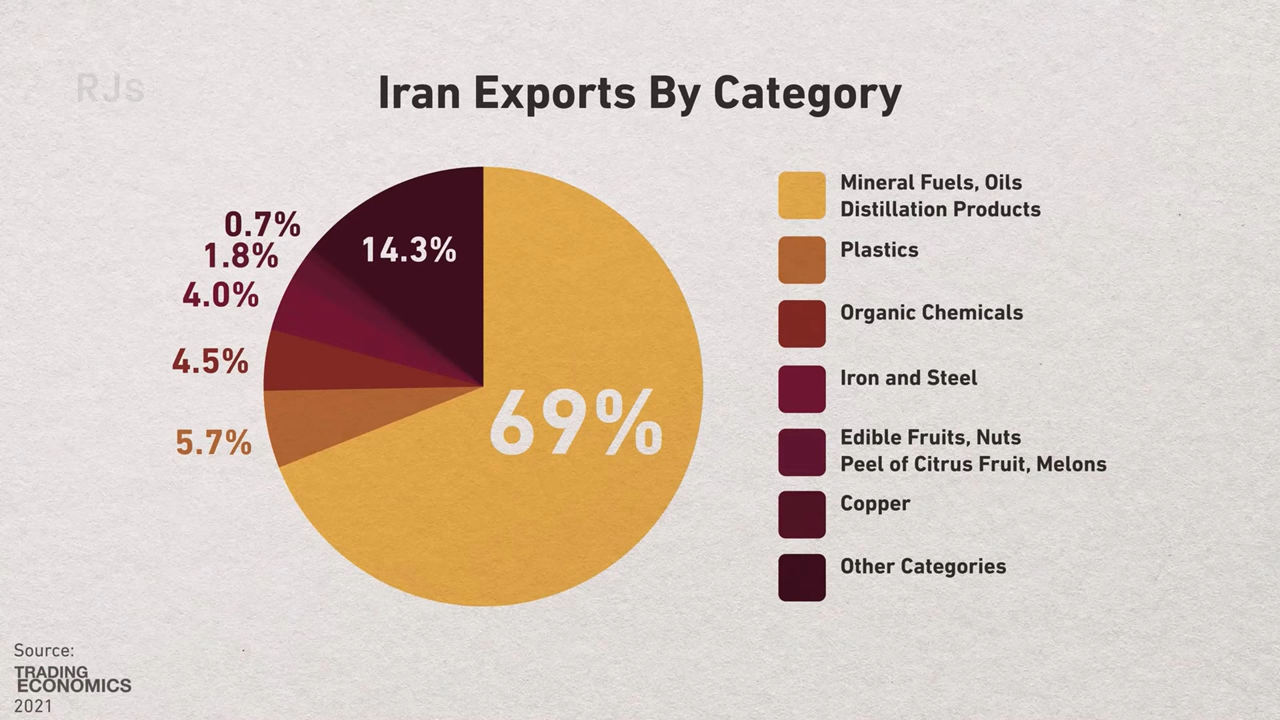 RJs
Iran Exports By Category
0.7%
1.8%
4.0%
4.5%
5.7%
14.3%
69%
Mineral Fuels, Oils
Distillation Products
Plastics
Organic Chemicals
Iron and Steel
Edible Fruits, Nuts
Peel of Citrus Fruit, Melons
Copper
Other Categories
Source:
TRADING
ECONOMICS
2021